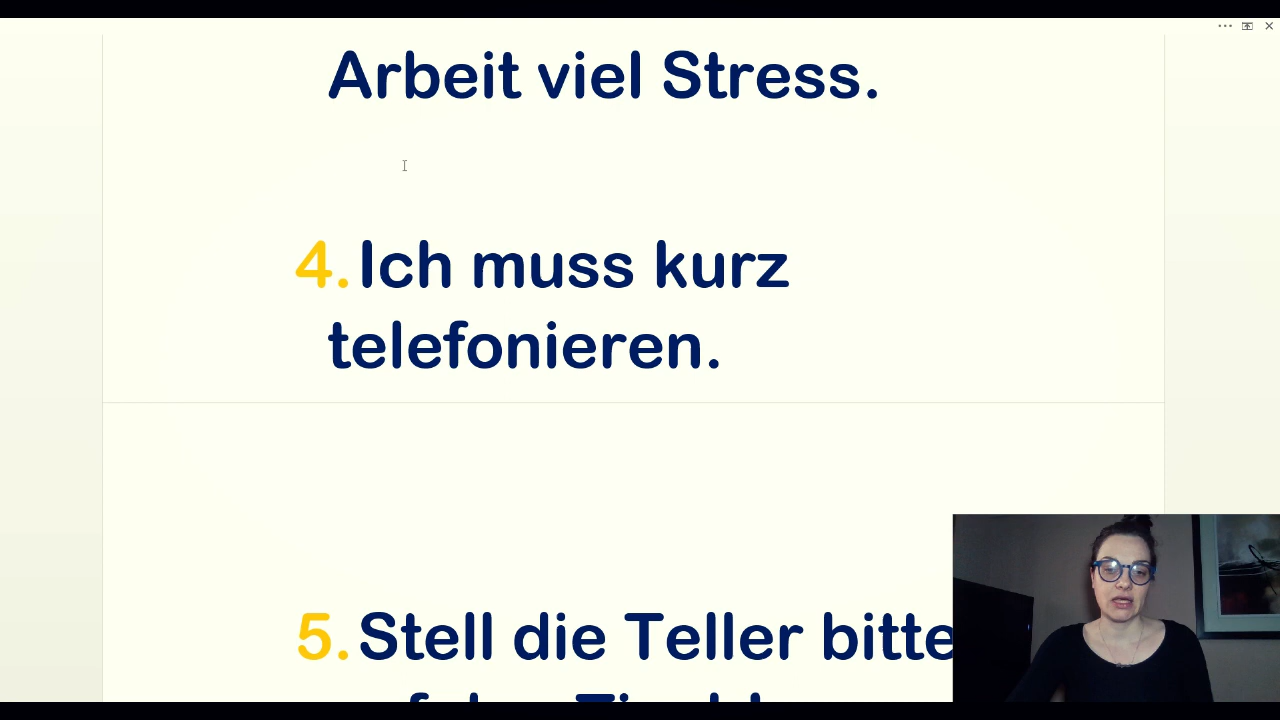 Arbeit viel Stress.
4. Ich muss kurz
telefonieren.
5. Stell die Teller bitte